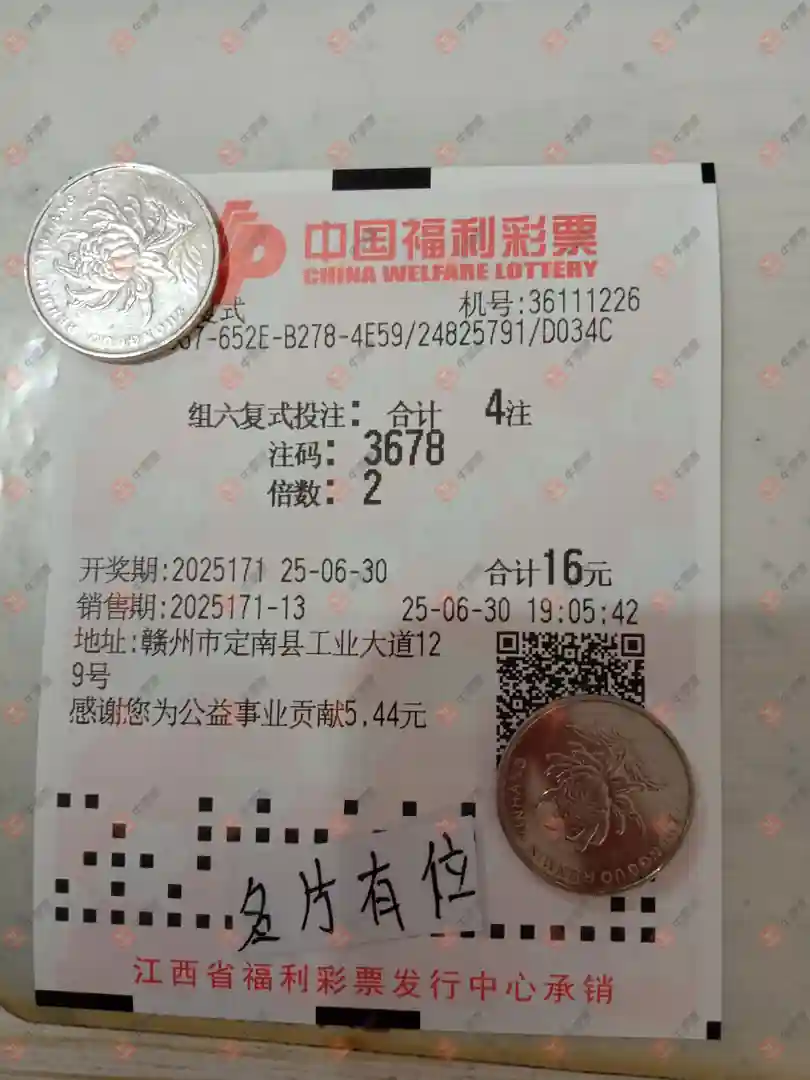 中国福利彩票
CHINA WELFARE LOTTERY
复式 机号:36111226
67-652E-B278-4E59/24825791/D034C
组六复式投注: 合计 4注
注码: 3678
倍数: 2
开奖期:2025171 25-06-30 合计16元
销售期:2025171-13 25-06-30 19:05:42
地址:赣州市定南县工业大道12
9号
感谢您为公益事业贡献5.44元
名片有位
江西省福利彩票发行中心承销